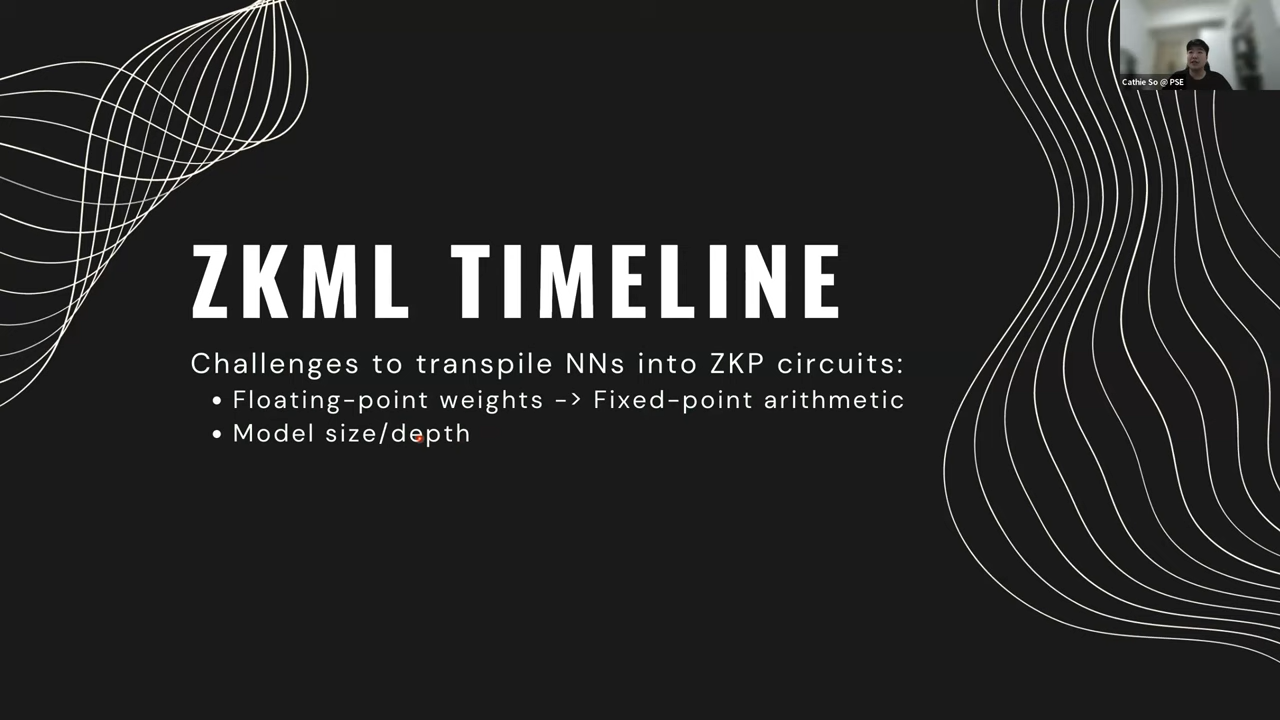 Cathie So @ PSE
ZKML TIMELINE
Challenges to transpile NNs into ZKP circuits:
• Floating-point weights -> Fixed-point arithmetic
• Model size/depth